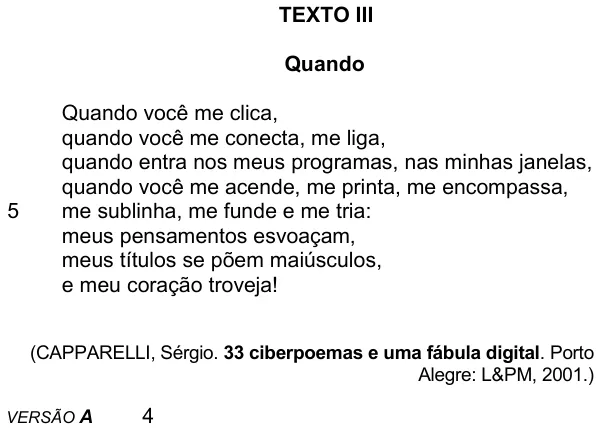 TEXTO III
Quando
Quando você me clica,
quando você me conecta, me liga,
quando entra nos meus programas, nas minhas janelas,
quando você me acende, me printa, me encompassa,
5 me sublinha, me funde e me tria:
meus pensamentos esvoaçam,
meus títulos se põem maiúsculos,
e meu coração troveja!
(CAPPARELLI, Sérgio. 33 ciberpoemas e uma fábula digital. Porto
Alegre: L&PM, 2001.)
VERSÃO A 4